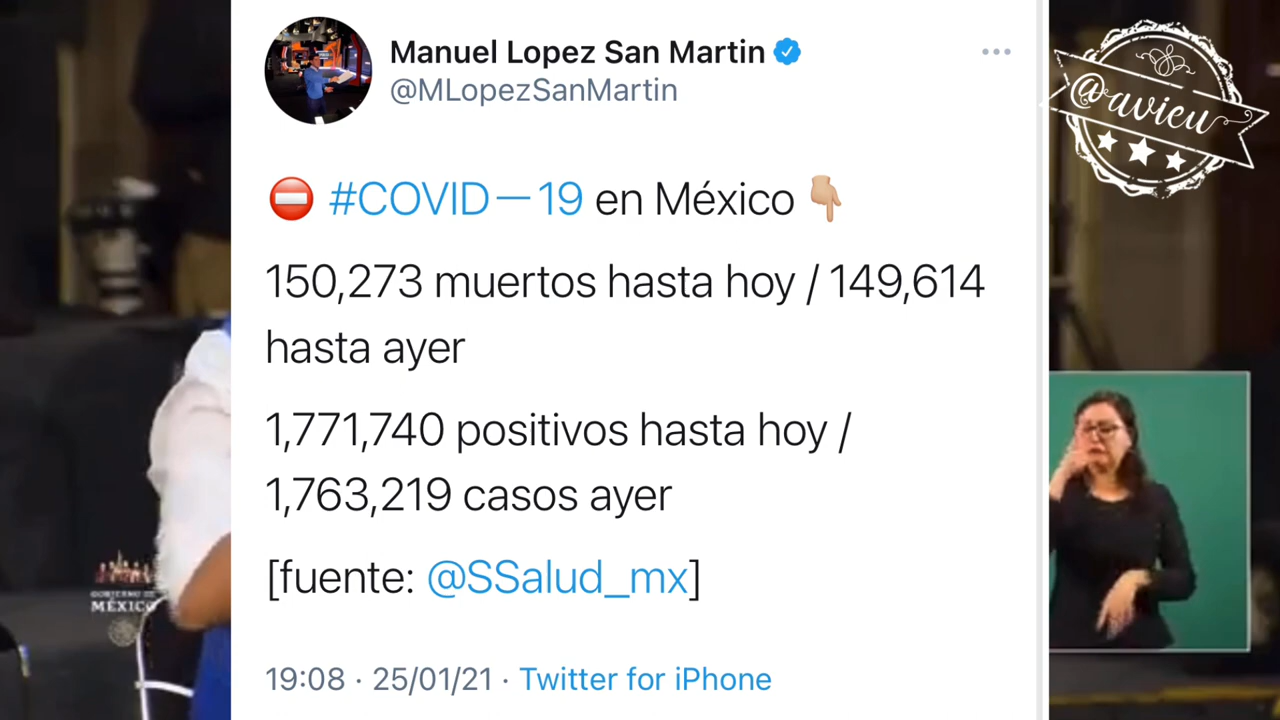 Manuel Lopez San Martin
@MLopezSanMartin
@avieu
#COVID—19 en México
150,273 muertos hasta hoy / 149,614
hasta ayer
1,771,740 positivos hasta hoy /
1,763,219 casos ayer
[fuente: @SSalud_mx]
GOBIERNO DE
MÉXICO
19:08 · 25/01/21 · Twitter for iPhone